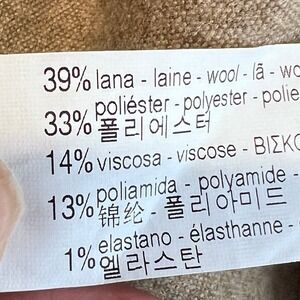 39% lana - laine - wool - lã - wo
poliéster - polyester - polie
33% 폴리에스터
14% viscosa - viscose - ΒΙΣΚΟ
poliamida - polyamide -
13% 锦纶 - 폴리아미드
elastano - élasthanne - e
1% 엘라스탄